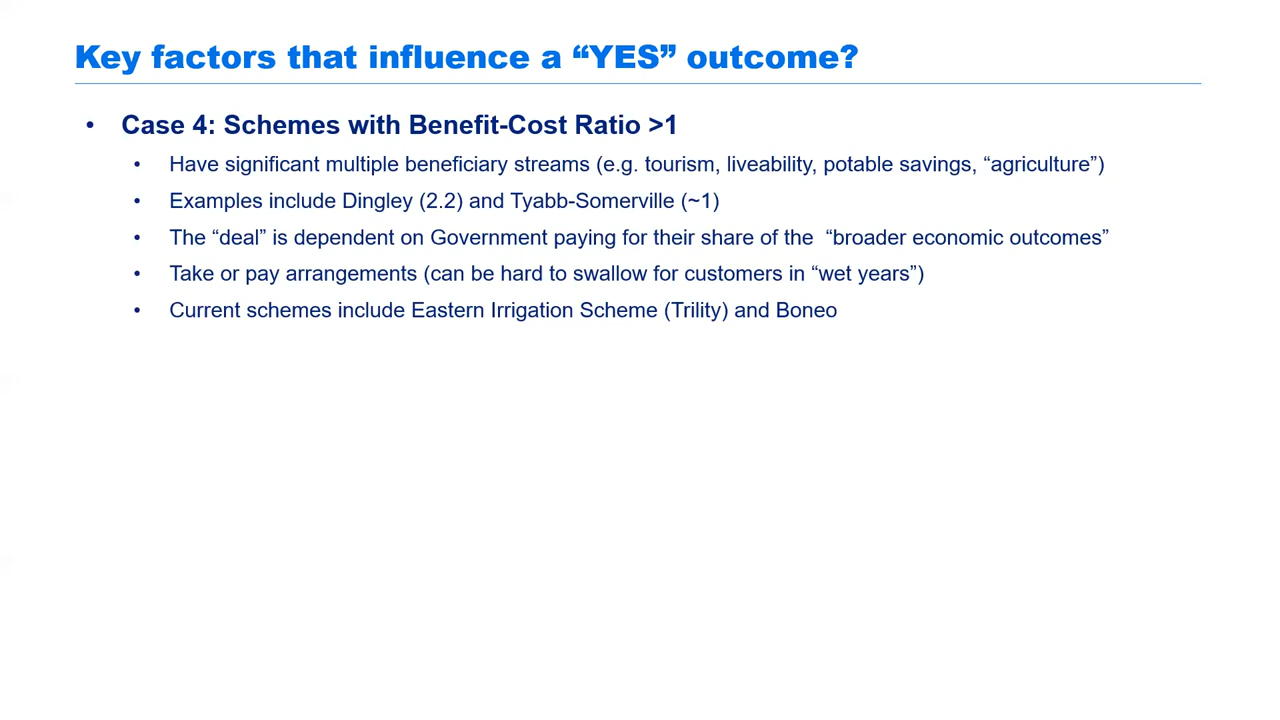 Key factors that influence a “YES” outcome?
• Case 4: Schemes with Benefit-Cost Ratio >1
• Have significant multiple beneficiary streams (e.g. tourism, liveability, potable savings, “agriculture”)
• Examples include Dingley (2.2) and Tyabb-Somerville (~1)
• The “deal” is dependent on Government paying for their share of the “broader economic outcomes”
• Take or pay arrangements (can be hard to swallow for customers in “wet years”)
• Current schemes include Eastern Irrigation Scheme (Trility) and Boneo